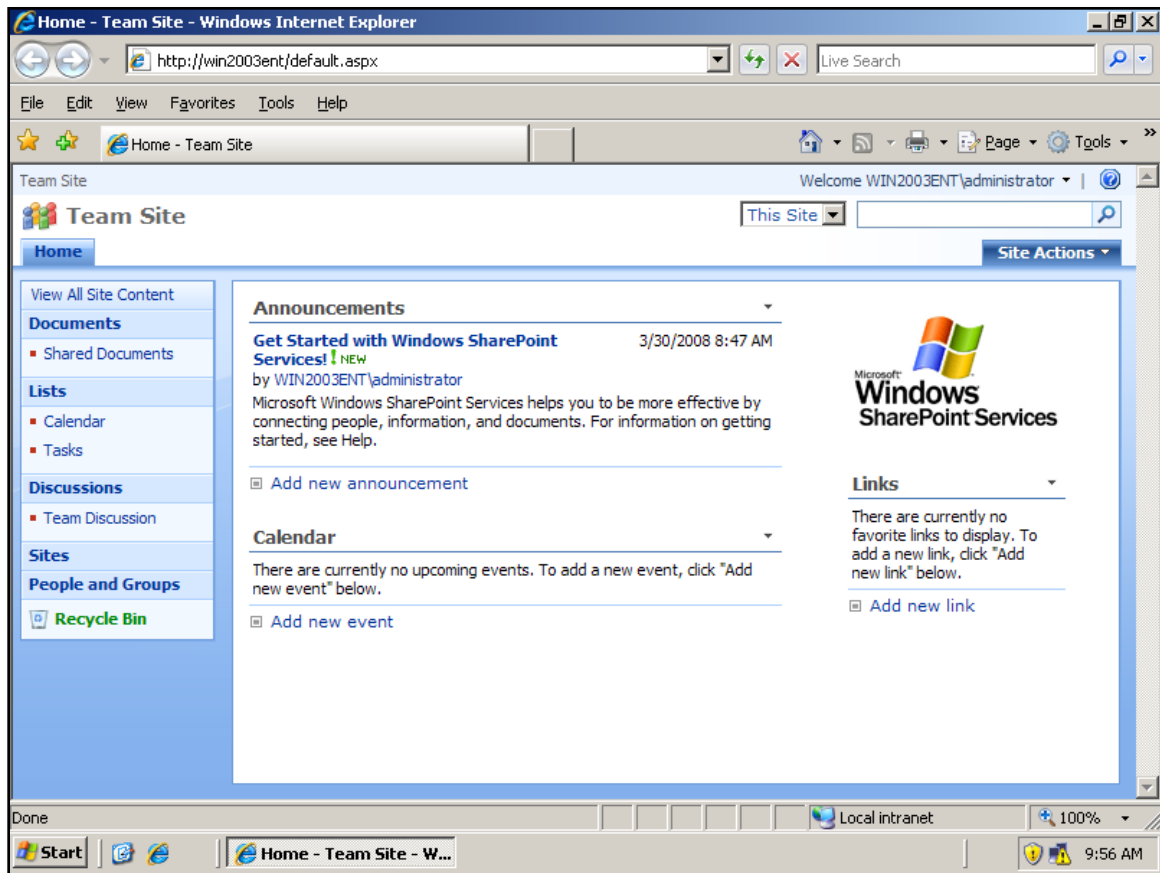 Home - Team Site - Windows Internet Explorer
http://win2003ent/default.aspx
Live Search
File Edit View Favorites Tools Help
Home - Team Site
Page Tools
Team Site
Welcome WIN2003ENT\administrator
Team Site
This Site
Home
Site Actions
View All Site Content
Documents
Shared Documents
Lists
Calendar
Tasks
Discussions
Team Discussion
Sites
People and Groups
Recycle Bin
Announcements
Get Started with Windows SharePoint 3/30/2008 8:47 AM
Services! ! NEW
by WIN2003ENT\administrator
Microsoft Windows SharePoint Services helps you to be more effective by
connecting people, information, and documents. For information on getting
started, see Help.
Add new announcement
Calendar
There are currently no upcoming events. To add a new event, click "Add
new event" below.
Add new event
Microsoft
Windows
SharePoint Services
Links
There are currently no
favorite links to display. To
add a new link, click "Add
new link" below.
Add new link
Done
Local intranet
100%
Start
Home - Team Site - W...
9:56 AM